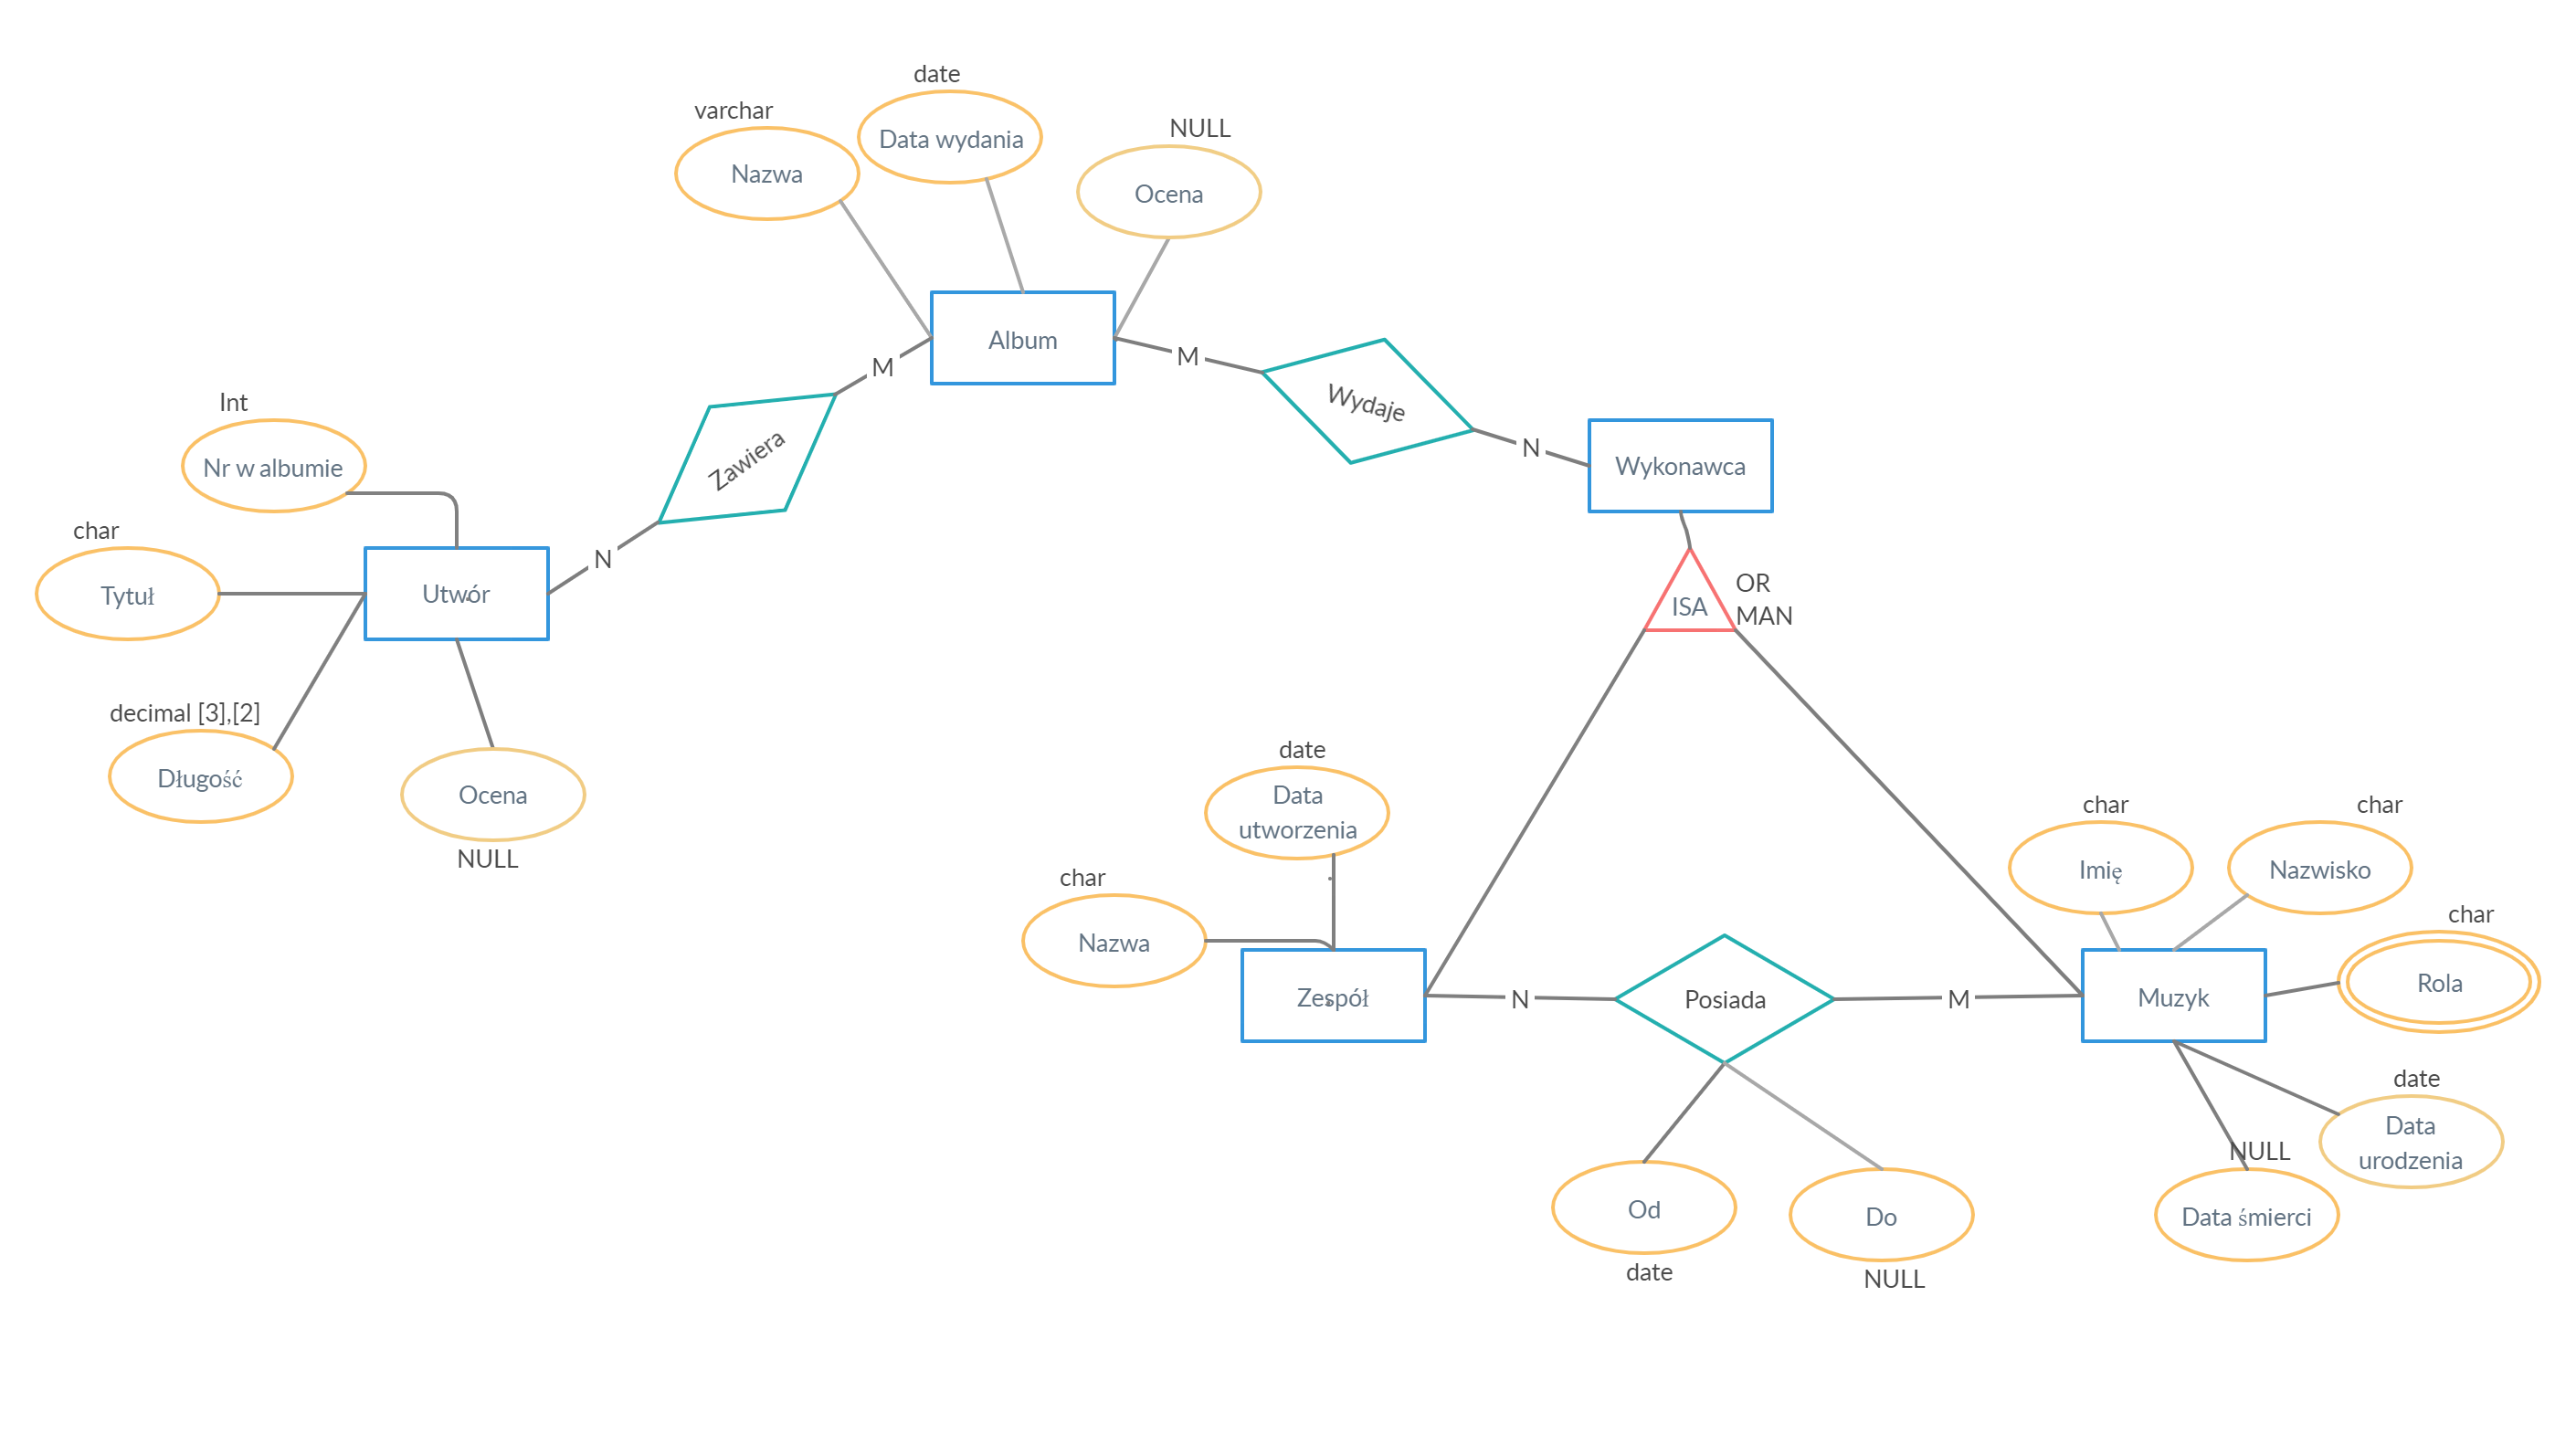 date
varchar
Data wydania
NULL
Nazwa
Ocena
Album
M
M
Wydaje
Int
Zawiera
N
Wykonawca
Nr w albumie
char
N
Tytuł
Utwór
OR
ISA
MAN
decimal [3],[2]
Długość
Ocena
NULL
date
Data
utworzenia
char
Nazwa
char
char
Imię
Nazwisko
char
Rola
Zespół
N
Posiada
M
Muzyk
date
Data
urodzenia
NULL
Data śmierci
Od
Do
date
NULL